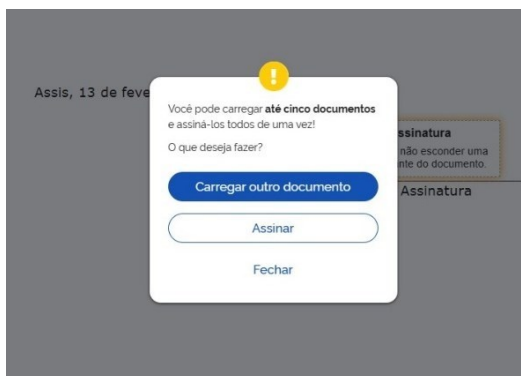 Assis, 13 de feve
!
Você pode carregar até cinco documentos
e assiná-los todos de uma vez!
O que deseja fazer?
ssinatura
não esconder uma
nte do documento.
Carregar outro documento
Assinatura
Assinar
Fechar